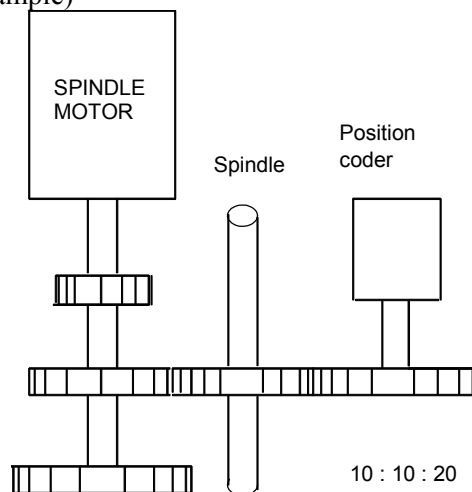 SPINDLE
MOTOR
Spindle
Position
coder
10 : 10 : 20